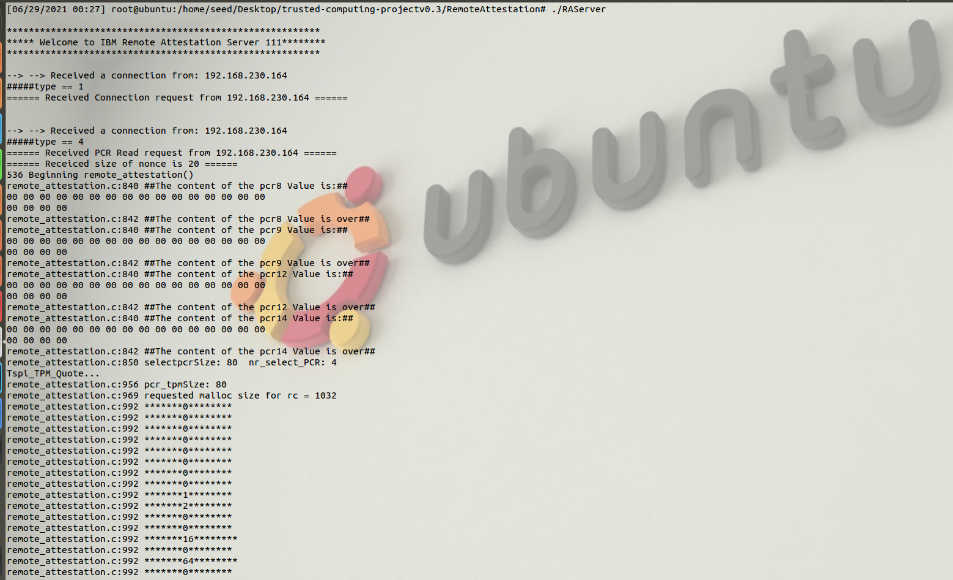 [06/29/2021 00:27] root@ubuntu:/home/seed/Desktop/trusted-computing-projectv0.3/RemoteAttestation# ./RAServer
*********************************************************
***** Welcome to IBM Remote Attestation Server 111********
*********************************************************
--> --> Received a connection from: 192.168.230.164
#####type == 1
====== Received Connection request from 192.168.230.164 ======
--> --> Received a connection from: 192.168.230.164
#####type == 4
====== Received PCR Read request from 192.168.230.164 ======
====== Receiced size of nonce is 20 ======
536 Beginning remote_attestation()
remote_attestation.c:840 ##The content of the pcr8 Value is:##
00 00 00 00 00 00 00 00 00 00 00 00 00 00 00 00
00 00 00 00
remote_attestation.c:842 ##The content of the pcr8 Value is over##
remote_attestation.c:840 ##The content of the pcr9 Value is:##
00 00 00 00 00 00 00 00 00 00 00 00 00 00 00 00
00 00 00 00
remote_attestation.c:842 ##The content of the pcr9 Value is over##
remote_attestation.c:840 ##The content of the pcr12 Value is:##
00 00 00 00 00 00 00 00 00 00 00 00 00 00 00 00
00 00 00 00
remote_attestation.c:842 ##The content of the pcr12 Value is over##
remote_attestation.c:840 ##The content of the pcr14 Value is:##
00 00 00 00 00 00 00 00 00 00 00 00 00 00 00 00
00 00 00 00
remote_attestation.c:842 ##The content of the pcr14 Value is over##
remote_attestation.c:850 selectpcrSize: 80  nr_select_PCR: 4
Tspi_TPM_Quote...
remote_attestation.c:956 pcr_tpmSize: 80
remote_attestation.c:969 requested malloc size for rc = 1032
remote_attestation.c:992 *******0********
remote_attestation.c:992 *******0********
remote_attestation.c:992 *******0********
remote_attestation.c:992 *******0********
remote_attestation.c:992 *******0********
remote_attestation.c:992 *******0********
remote_attestation.c:992 *******0********
remote_attestation.c:992 *******0********
remote_attestation.c:992 *******1********
remote_attestation.c:992 *******2********
remote_attestation.c:992 *******0********
remote_attestation.c:992 *******0********
remote_attestation.c:992 *******16********
remote_attestation.c:992 *******0********
remote_attestation.c:992 *******64********
remote_attestation.c:992 *******0********
ubuntu